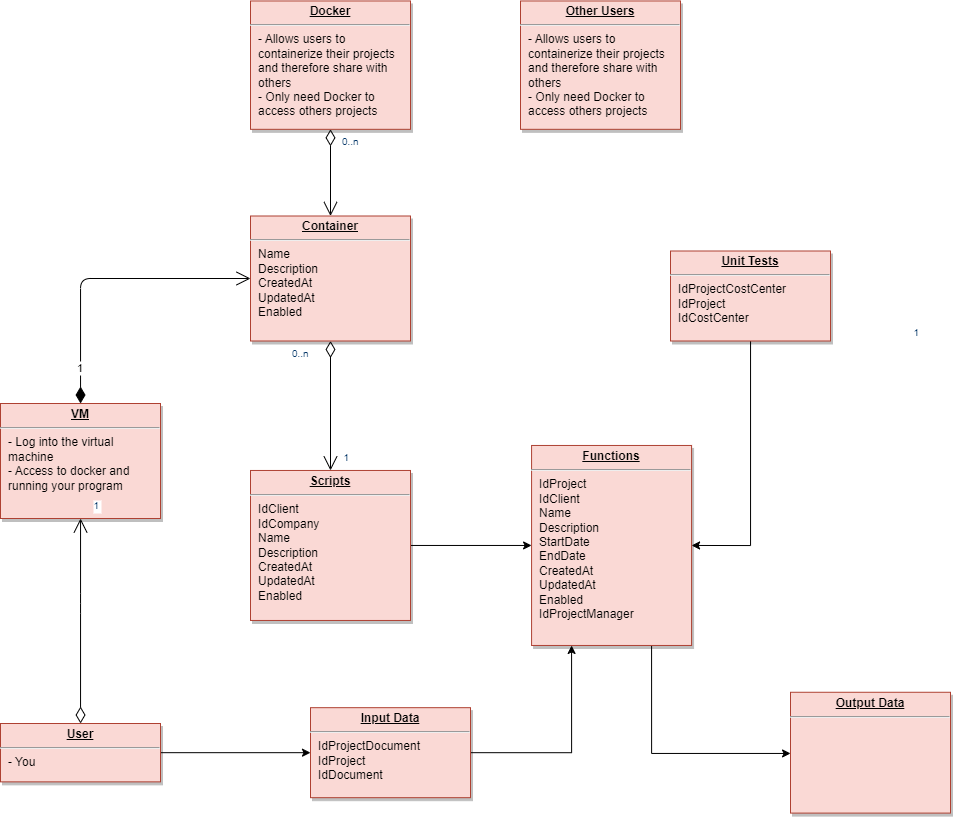 Docker
- Allows users to
containerize their projects
and therefore share with
others
- Only need Docker to
access others projects
Other Users
- Allows users to
containerize their projects
and therefore share with
others
- Only need Docker to
access others projects
0..n
Container
Name
Description
CreatedAt
UpdatedAt
Enabled
Unit Tests
IdProjectCostCenter
IdProject
IdCostCenter
1
0..n
1
VM
- Log into the virtual
machine
- Access to docker and
running your program
1
1
Scripts
IdClient
IdCompany
Name
Description
CreatedAt
UpdatedAt
Enabled
Functions
IdProject
IdClient
Name
Description
StartDate
EndDate
CreatedAt
UpdatedAt
Enabled
IdProjectManager
User
- You
Input Data
IdProjectDocument
IdProject
IdDocument
Output Data